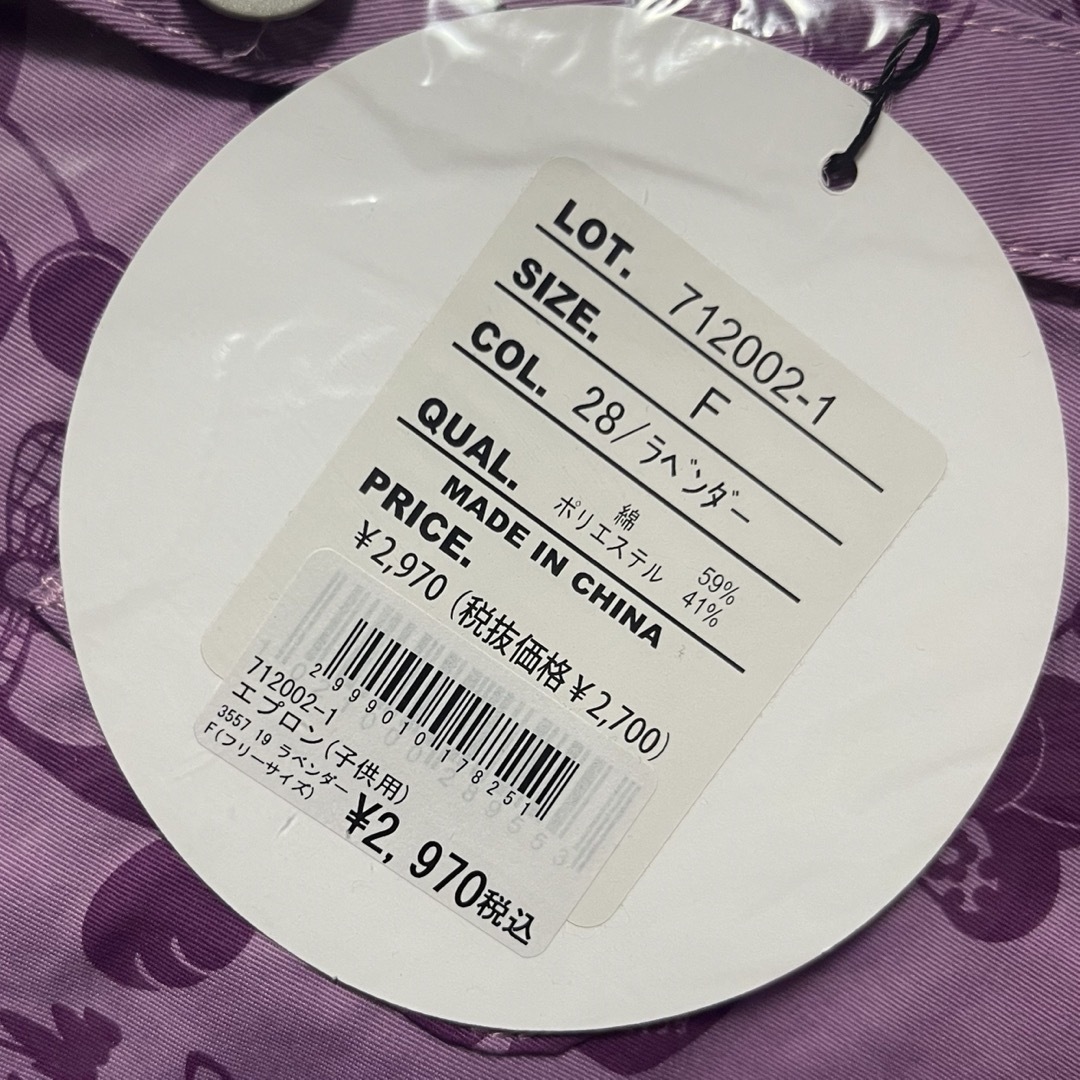 LOT. 712002-1
SIZE. F
COL. 28/ﾗﾍﾞﾝﾀﾞｰ
QUAL. 綿 59%
ポリエステル 41%
MADE IN CHINA
PRICE.
¥2,970 (税抜価格¥2,700)
2999010178251
712002-1
エプロン(子供用)
3557 19 ラベンダー
F(フリーサイズ)
¥2,970税込